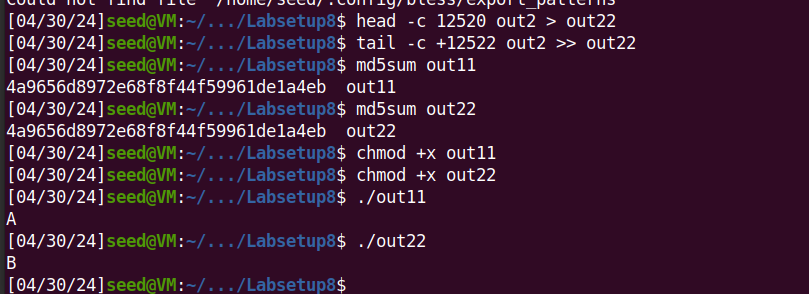 Could not find file "/home/seed/.config/bless/export_patterns
[04/30/24]seed@VM:~/.../Labsetup8$ head -c 12520 out2 > out22
[04/30/24]seed@VM:~/.../Labsetup8$ tail -c +12522 out2 >> out22
[04/30/24]seed@VM:~/.../Labsetup8$ md5sum out11
4a9656d8972e68f8f44f59961de1a4eb  out11
[04/30/24]seed@VM:~/.../Labsetup8$ md5sum out22
4a9656d8972e68f8f44f59961de1a4eb  out22
[04/30/24]seed@VM:~/.../Labsetup8$ chmod +x out11
[04/30/24]seed@VM:~/.../Labsetup8$ chmod +x out22
[04/30/24]seed@VM:~/.../Labsetup8$ ./out11
A
[04/30/24]seed@VM:~/.../Labsetup8$ ./out22
B
[04/30/24]seed@VM:~/.../Labsetup8$